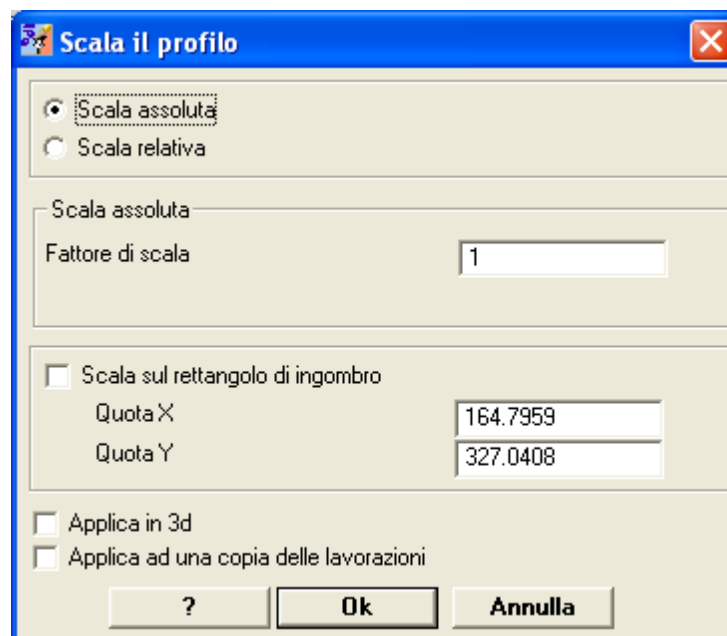 Scala il profilo
Scala assoluta
Scala relativa
Scala assoluta
Fattore di scala 1
Scala sul rettangolo di ingombro
Quota X 164.7959
Quota Y 327.0408
Applica in 3d
Applica ad una copia delle lavorazioni
? Ok Annulla